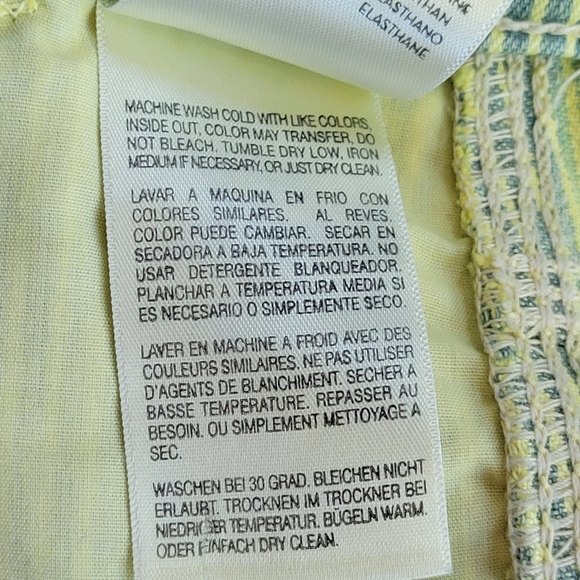 ELASTHAN
ELASTHANO
ELASTHANE
MACHINE WASH COLD WITH LIKE COLORS,
INSIDE OUT, COLOR MAY TRANSFER, DO
NOT BLEACH. TUMBLE DRY LOW, IRON
MEDIUM IF NECESSARY, OR JUST DRY CLEAN.
LAVAR A MAQUINA EN FRIO CON
COLORES SIMILARES. AL REVES.
COLOR PUEDE CAMBIAR. SECAR EN
SECADORA A BAJA TEMPERATURA. NO
USAR DETERGENTE BLANQUEADOR.
PLANCHAR A TEMPERATURA MEDIA SI
ES NECESARIO O SIMPLEMENTE SECO.
LAVER EN MACHINE A FROID AVEC DES
COULEURS SIMILAIRES. NE PAS UTILISER
D'AGENTS DE BLANCHIMENT. SECHER A
BASSE TEMPERATURE. REPASSER AU
BESOIN. OU SIMPLEMENT METTOYAGE A
SEC.
WASCHEN BEI 30 GRAD. BLEICHEN NICHT
ERLAUBT. TROCKNEN IM TROCKNER BEI
NIEDRIGER TEMPERATUR. BÜGELN WARM.
ODER EINFACH DRY CLEAN.